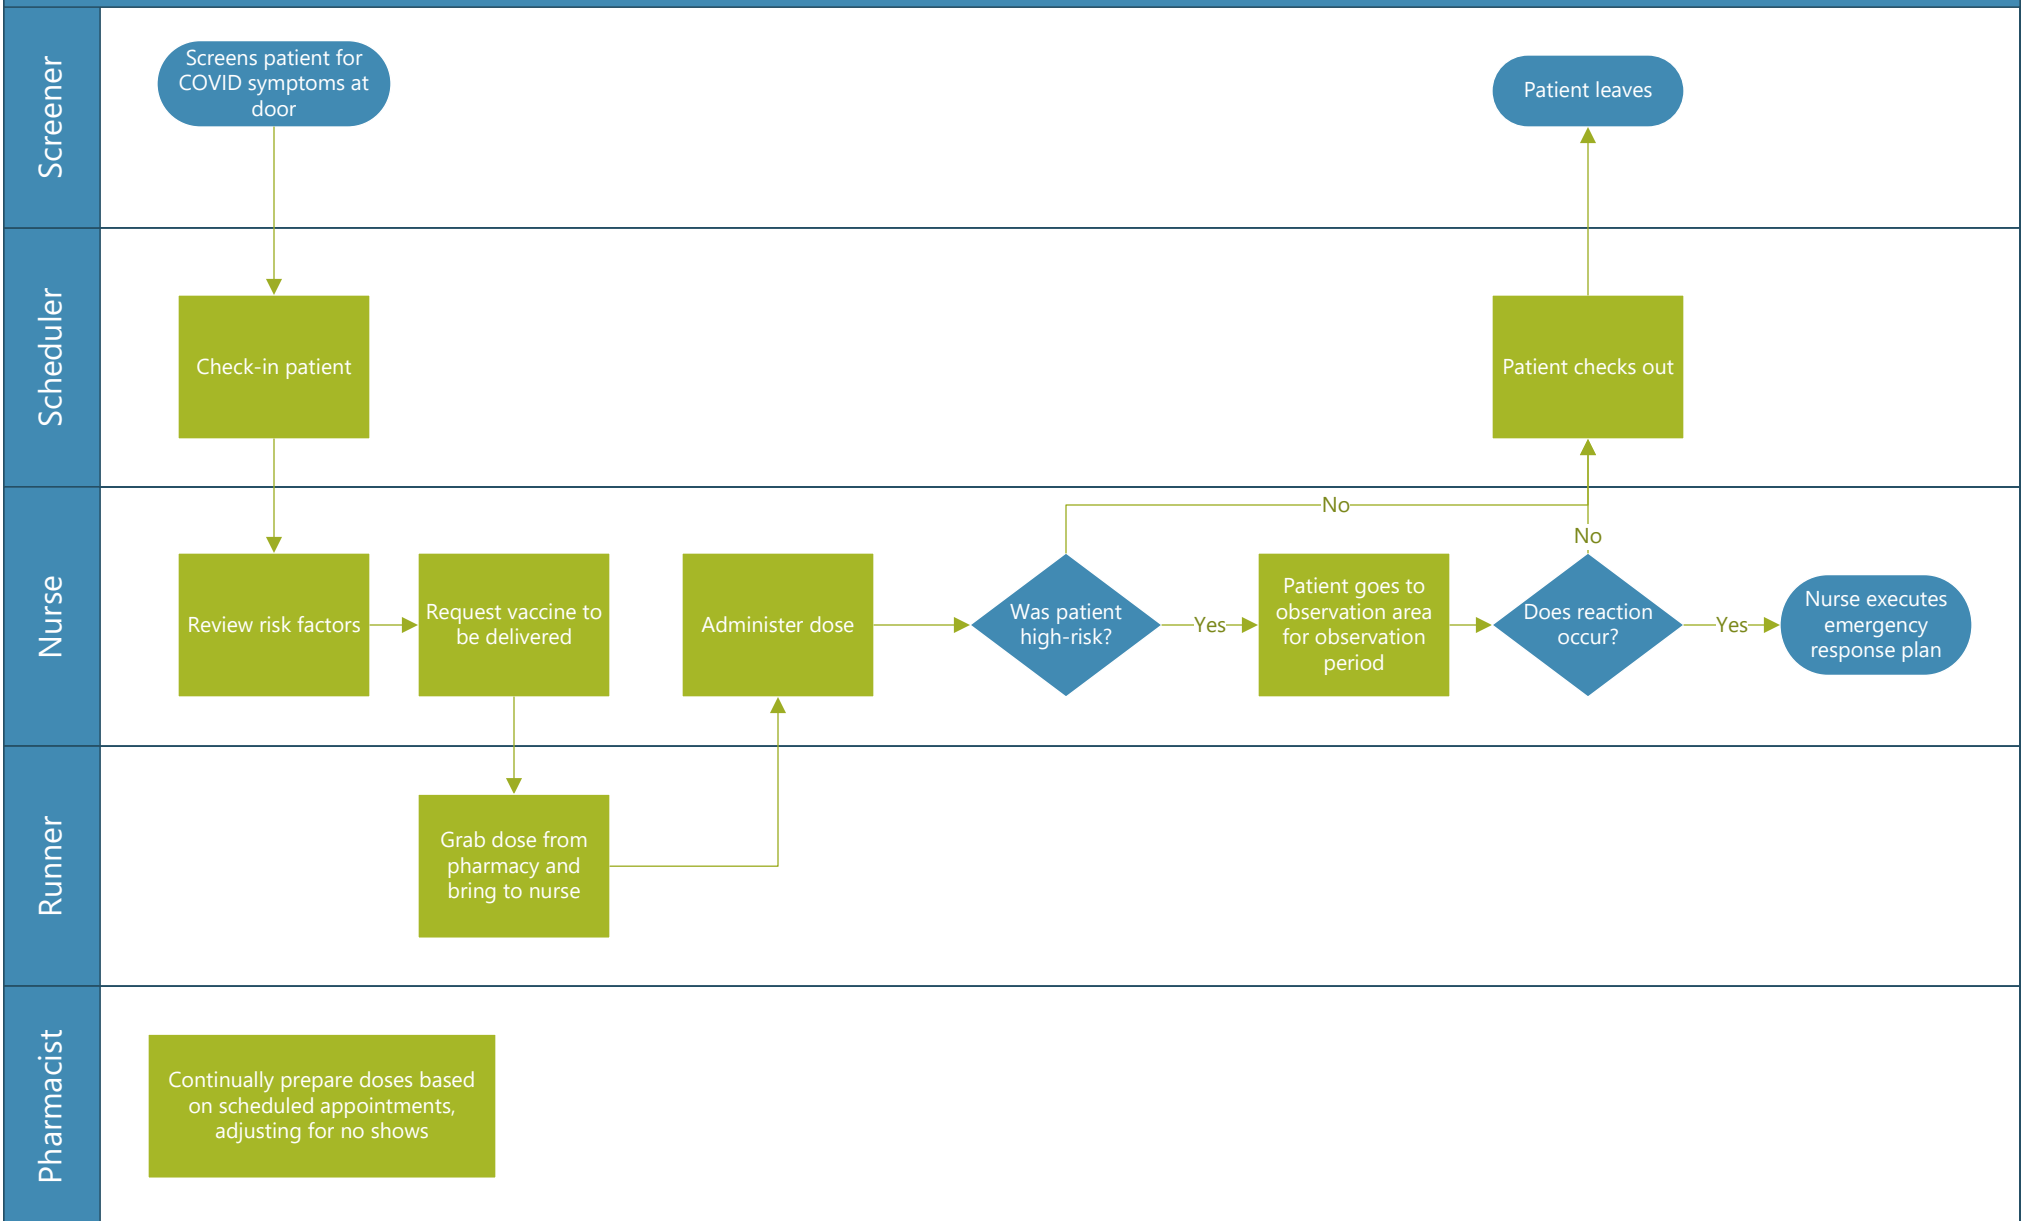 Screener
Screens patient for
COVID symptoms at
door
Patient leaves
Scheduler
Check-in patient
Patient checks out
Nurse
Review risk factors
Request vaccine to
be delivered
Administer dose
Was patient
high-risk?
No
Yes
Patient goes to
observation area
for observation
period
Does reaction
occur?
No
Yes
Nurse executes
emergency
response plan
Runner
Grab dose from
pharmacy and
bring to nurse
Pharmacist
Continually prepare doses based
on scheduled appointments,
adjusting for no shows